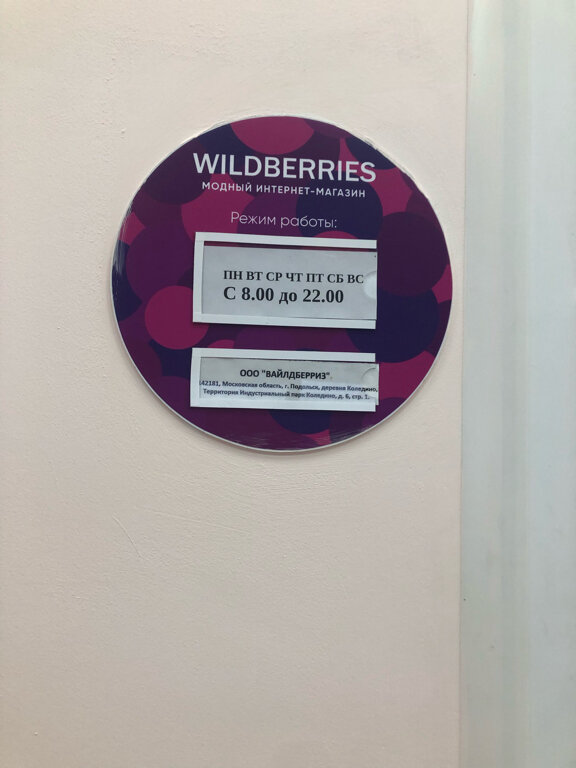 WILDBERRIES
МОДНЫЙ ИНТЕРНЕТ-МАГАЗИН
Режим работы:
ПН ВТ СР ЧТ ПТ СБ ВС
С 8.00 до 22.00
ООО "ВАЙЛДБЕРРИЗ".
142181, Московская область, г. Подольск, деревня Коледино,
Территория Индустриальный парк Коледино, д. 6, стр. 1.